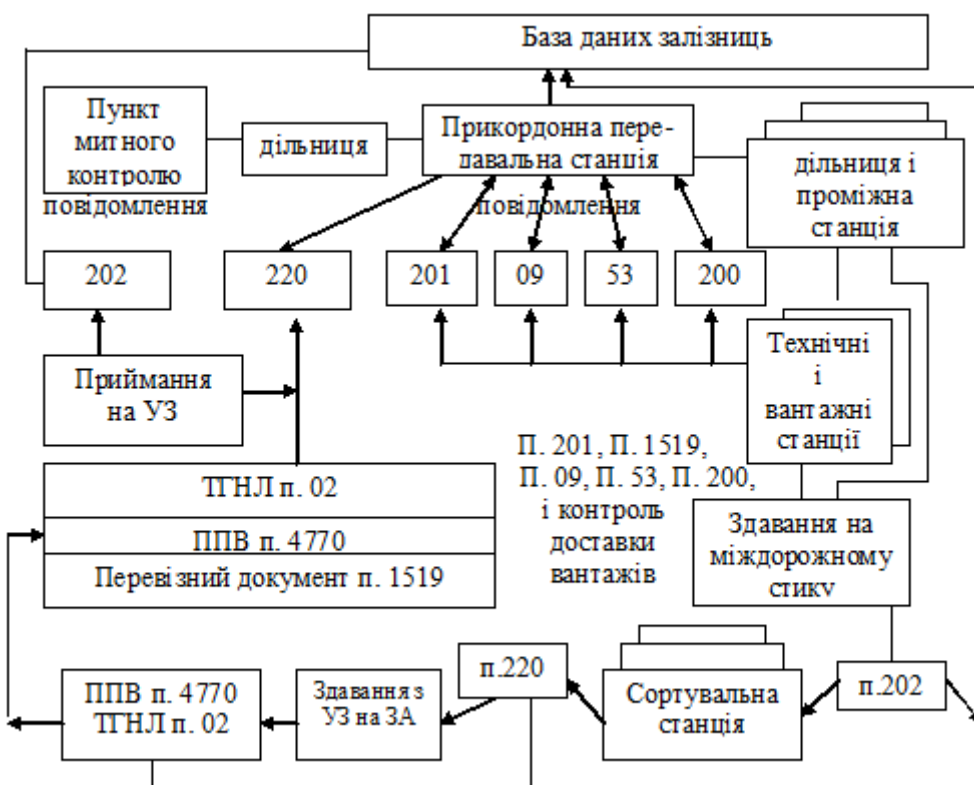 База даних залізниць
Пункт
митного
контролю
повідомлення
дільниця
Прикордонна пере-
давальна станція
повідомлення
дільниця і
проміжна
станція
202
220
201
09
53
200
Приймання
на УЗ
Технічні
і
вантажні
станції
ТГНЛ п. 02
ППВ п. 4770
Перевізний документ п. 1519
П. 201, П. 1519,
П. 09, П. 53, П. 200,
і контроль
доставки
вантажів
Здавання на
міждорожному
стику
ППВ п. 4770
ТГНЛ п. 02
Здавання з
УЗ на ЗА
п.220
Сортувальна
станція
п.202